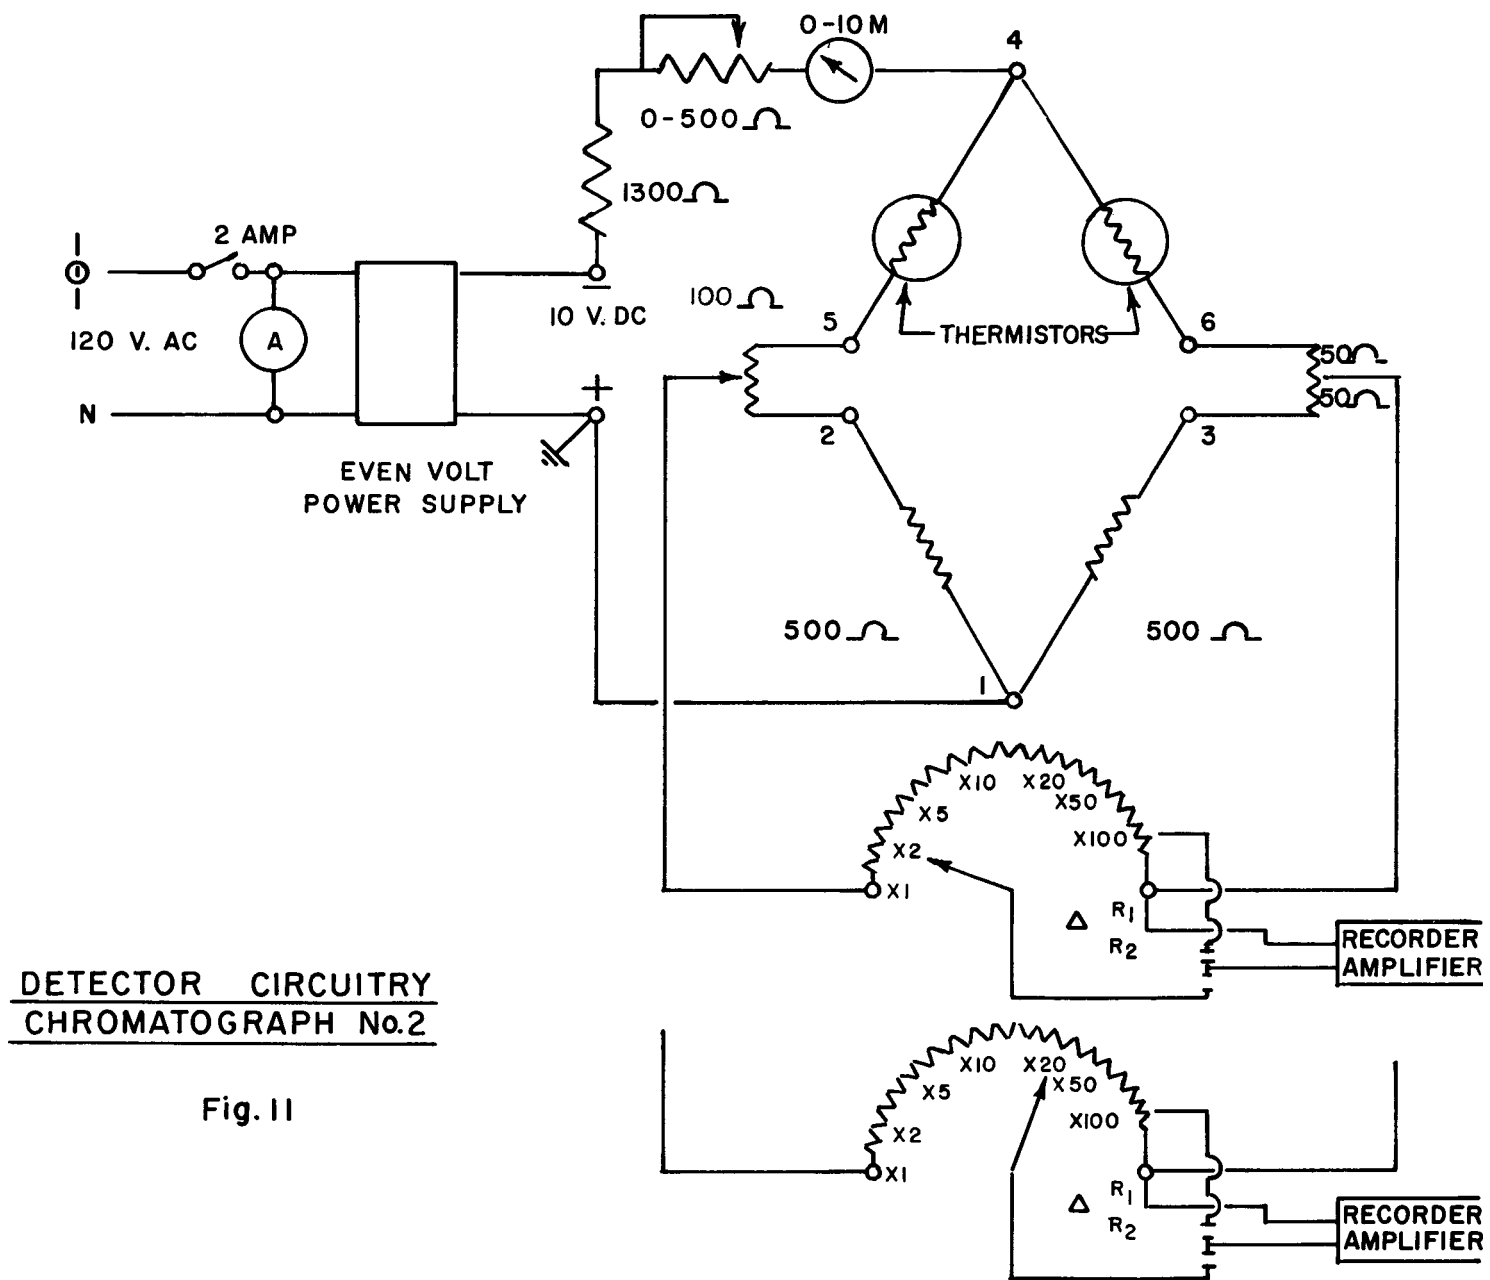 0-10M
4
0-500Ω
1300Ω
2 AMP
120 V. AC
A
10 V. DC
100Ω
5
THERMISTORS
6
50Ω
50Ω
N
+
2
3
EVEN VOLT
POWER SUPPLY
500Ω
500Ω
1
X10
X20
X50
X5
X100
X2
X1
Δ
R1
R2
RECORDER
AMPLIFIER
DETECTOR CIRCUITRY
CHROMATOGRAPH No.2
Fig. 11
X10
X20
X50
X5
X100
X2
X1
Δ
R1
R2
RECORDER
AMPLIFIER